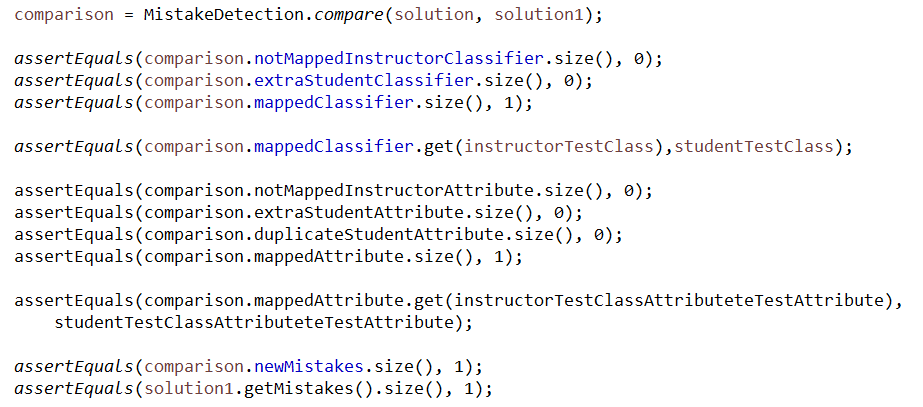 comparison = MistakeDetection.compare(solution, solution1);
assertEquals(comparison.notMappedInstructorClassifier.size(), 0);
assertEquals(comparison.extraStudentClassifier.size(), 0);
assertEquals(comparison.mappedClassifier.size(), 1);
assertEquals(comparison.mappedClassifier.get(instructorTestClass),studentTestClass);
assertEquals(comparison.notMappedInstructorAttribute.size(), 0);
assertEquals(comparison.extraStudentAttribute.size(), 0);
assertEquals(comparison.duplicateStudentAttribute.size(), 0);
assertEquals(comparison.mappedAttribute.size(), 1);
assertEquals(comparison.mappedAttribute.get(instructorTestClassAttributeteTestAttribute),
studentTestClassAttributeteTestAttribute);
assertEquals(comparison.newMistakes.size(), 1);
assertEquals(solution1.getMistakes().size(), 1);